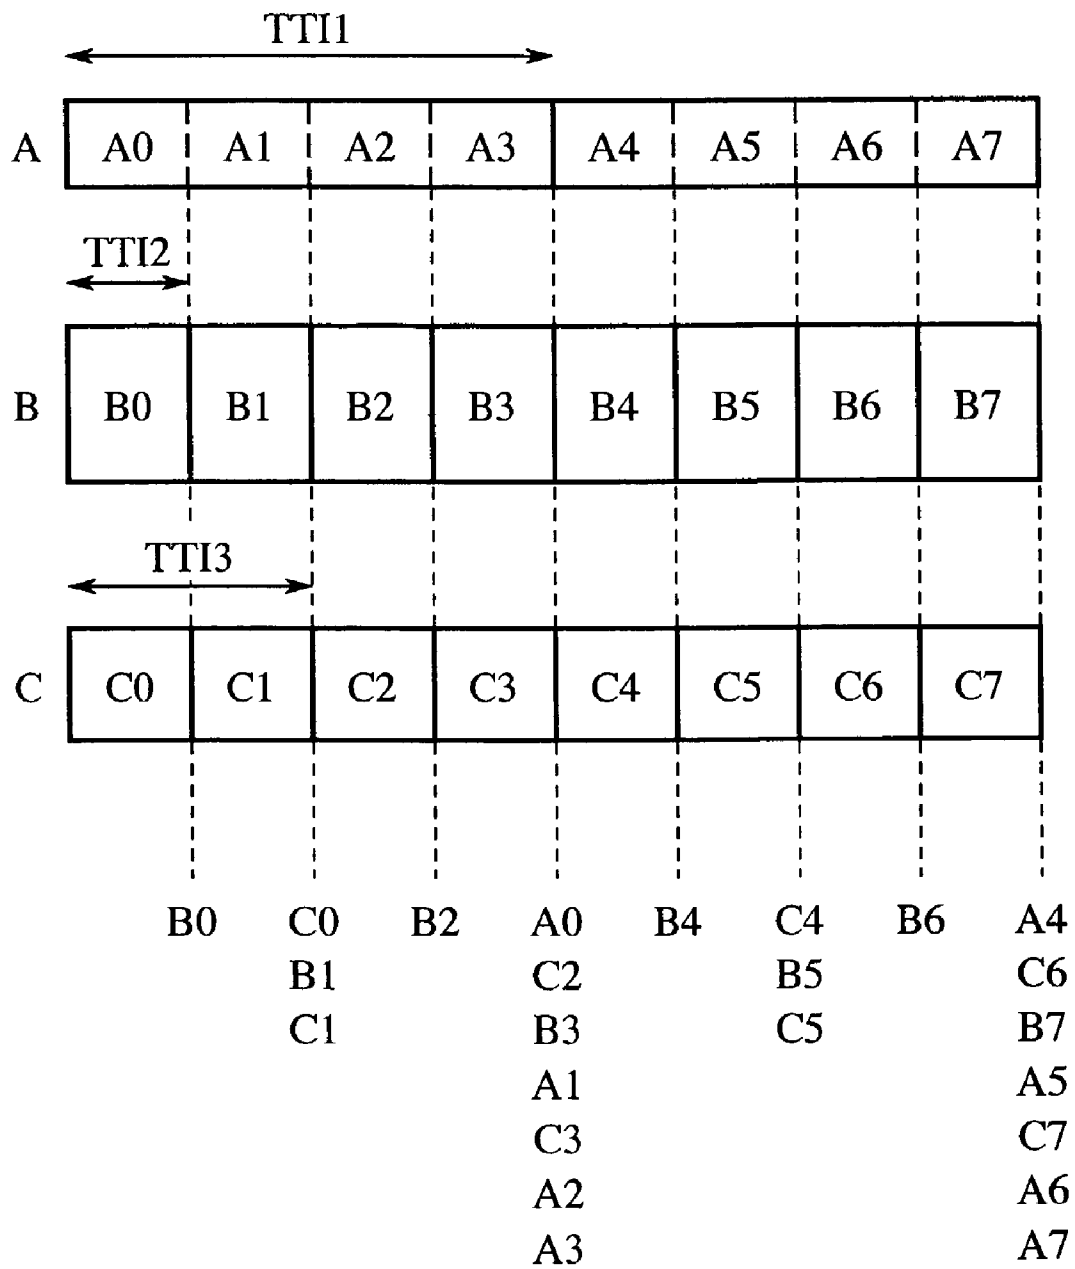 TTI1
A A0 A1 A2 A3 A4 A5 A6 A7
TTI2
B B0 B1 B2 B3 B4 B5 B6 B7
TTI3
C C0 C1 C2 C3 C4 C5 C6 C7
B0 C0 B2 A0 B4 C4 B6 A4
B1 C2 B5 C6
C1 B3 C5 B7
A1 A5
C3 C7
A2 A6
A3 A7